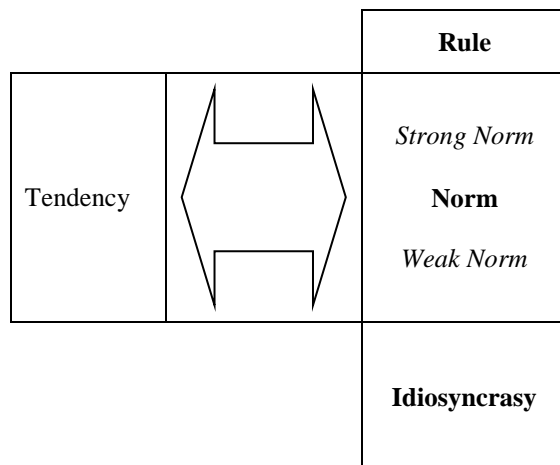 Rule
Strong Norm
Tendency
Norm
Weak Norm
Idiosyncrasy